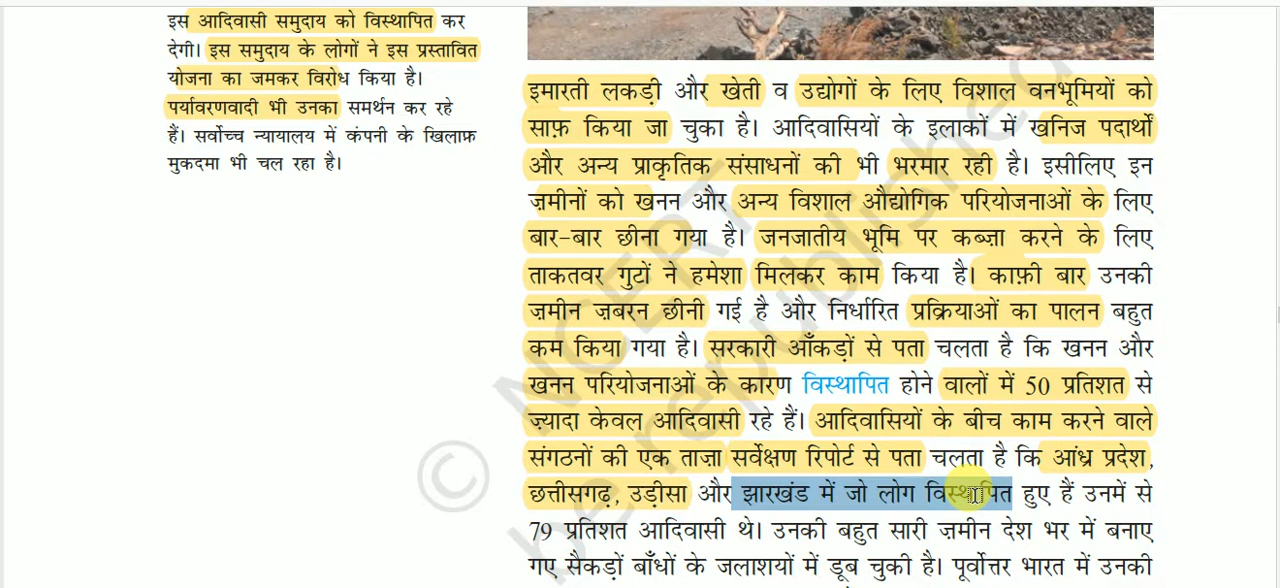 इस आदिवासी समुदाय को विस्थापित कर
देगी। इस समुदाय के लोगों ने इस प्रस्तावित
योजना का जमकर विरोध किया है।
पर्यावरणवादी भी उनका समर्थन कर रहे
हैं। सर्वोच्च न्यायालय में कंपनी के खिलाफ़
मुकदमा भी चल रहा है।
इमारती लकड़ी और खेती व उद्योगों के लिए विशाल वनभूमियों को
साफ़ किया जा चुका है। आदिवासियों के इलाकों में खनिज पदार्थों
और अन्य प्राकृतिक संसाधनों की भी भरमार रही है। इसीलिए इन
ज़मीनों को खनन और अन्य विशाल औद्योगिक परियोजनाओं के लिए
बार-बार छीना गया है। जनजातीय भूमि पर कब्ज़ा करने के लिए
ताकतवर गुटों ने हमेशा मिलकर काम किया है। काफ़ी बार उनकी
ज़मीन ज़बरन छीनी गई है और निर्धारित प्रक्रियाओं का पालन बहुत
कम किया गया है। सरकारी आँकड़ों से पता चलता है कि खनन और
खनन परियोजनाओं के कारण विस्थापित होने वालों में 50 प्रतिशत से
ज़्यादा केवल आदिवासी रहे हैं। आदिवासियों के बीच काम करने वाले
संगठनों की एक ताज़ा सर्वेक्षण रिपोर्ट से पता चलता है कि आंध्र प्रदेश,
छत्तीसगढ़, उड़ीसा और झारखंड में जो लोग विस्थापित हुए हैं उनमें से
79 प्रतिशत आदिवासी थे। उनकी बहुत सारी ज़मीन देश भर में बनाए
गए सैकड़ों बाँधों के जलाशयों में डूब चुकी है। पूर्वोत्तर भारत में उनकी
© NCERT
be republished